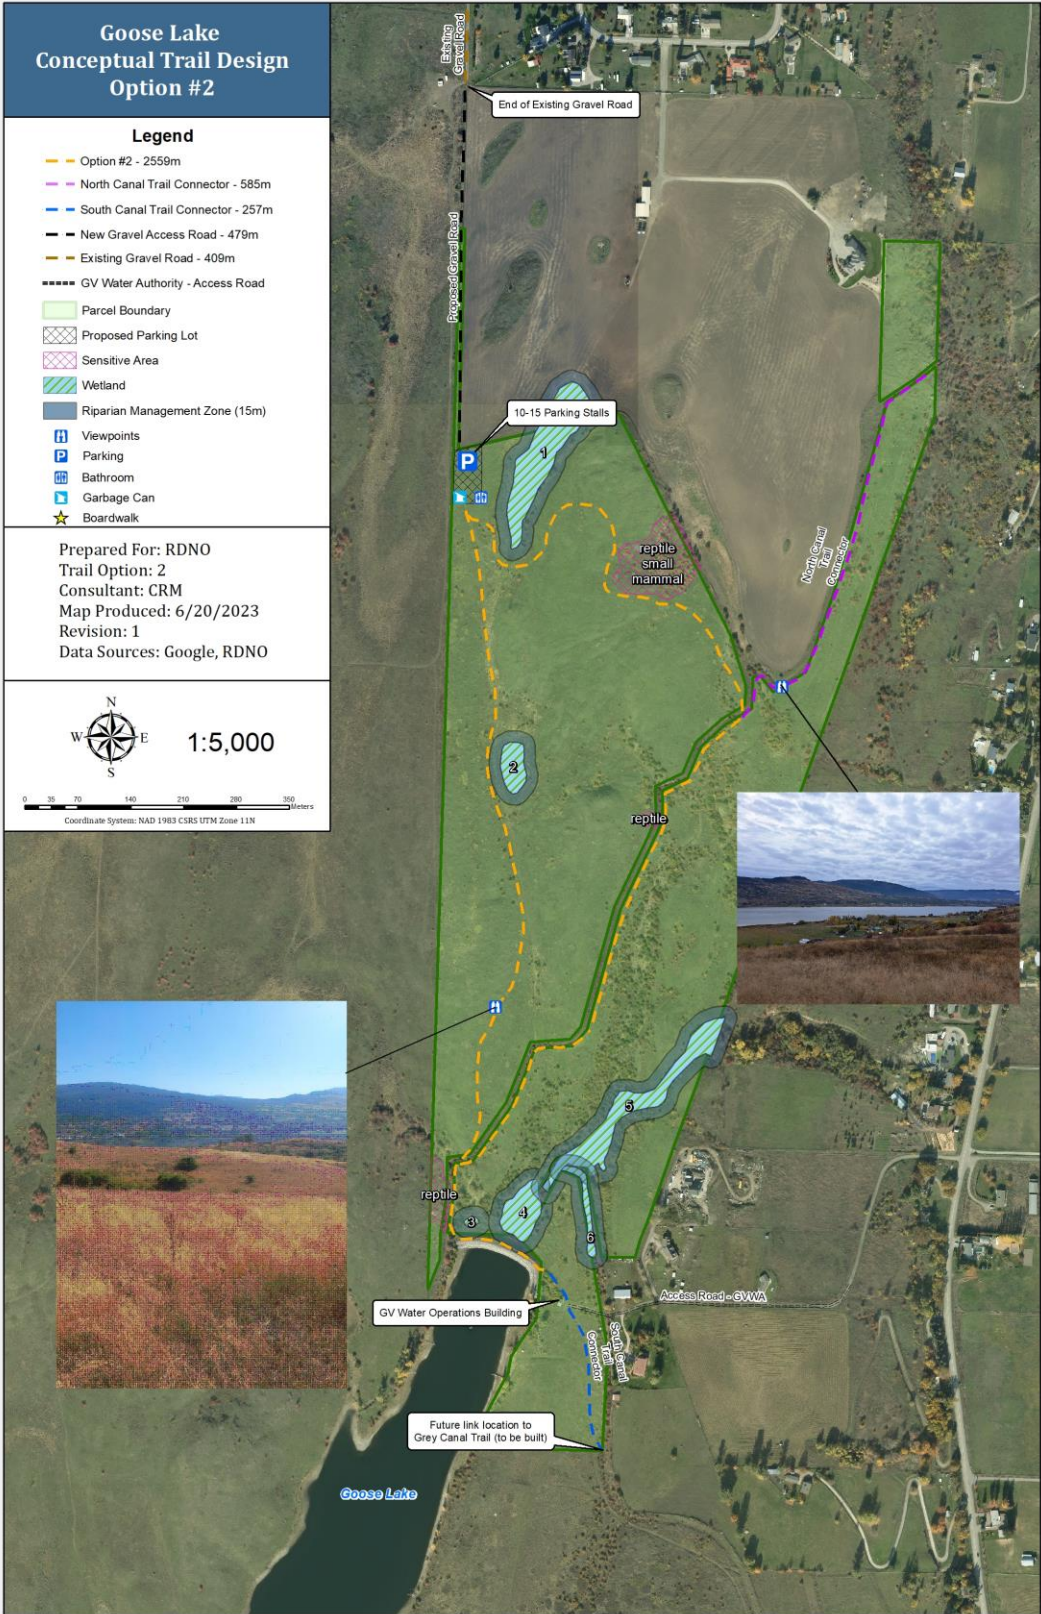 Goose Lake
Conceptual Trail Design
Option #2
Legend
Option #2 - 2559m
North Canal Trail Connector - 585m
South Canal Trail Connector - 257m
New Gravel Access Road - 479m
Existing Gravel Road - 409m
GV Water Authority - Access Road
Parcel Boundary
Proposed Parking Lot
Sensitive Area
Wetland
Riparian Management Zone (15m)
Viewpoints
P Parking
Bathroom
Garbage Can
Boardwalk
Prepared For: RDNO
Trail Option: 2
Consultant: CRM
Map Produced: 6/20/2023
Revision: 1
Data Sources: Google, RDNO
N
W E
S
1:5,000
0 35 70 140 210 280 350
Meters
Coordinate System: NAD 1983 CSRS UTM Zone 11N
Existing
Gravel Road
End of Existing Gravel Road
Proposed Gravel Road
10-15 Parking Stalls
P
1
reptile
small
mammal
North Canal
Trail
Connector
2
reptile
5
reptile
3
4
6
GV Water Operations Building
Access Road - GVWA
South Canal
Trail
Connector
Future link location to
Grey Canal Trail (to be built)
Goose Lake